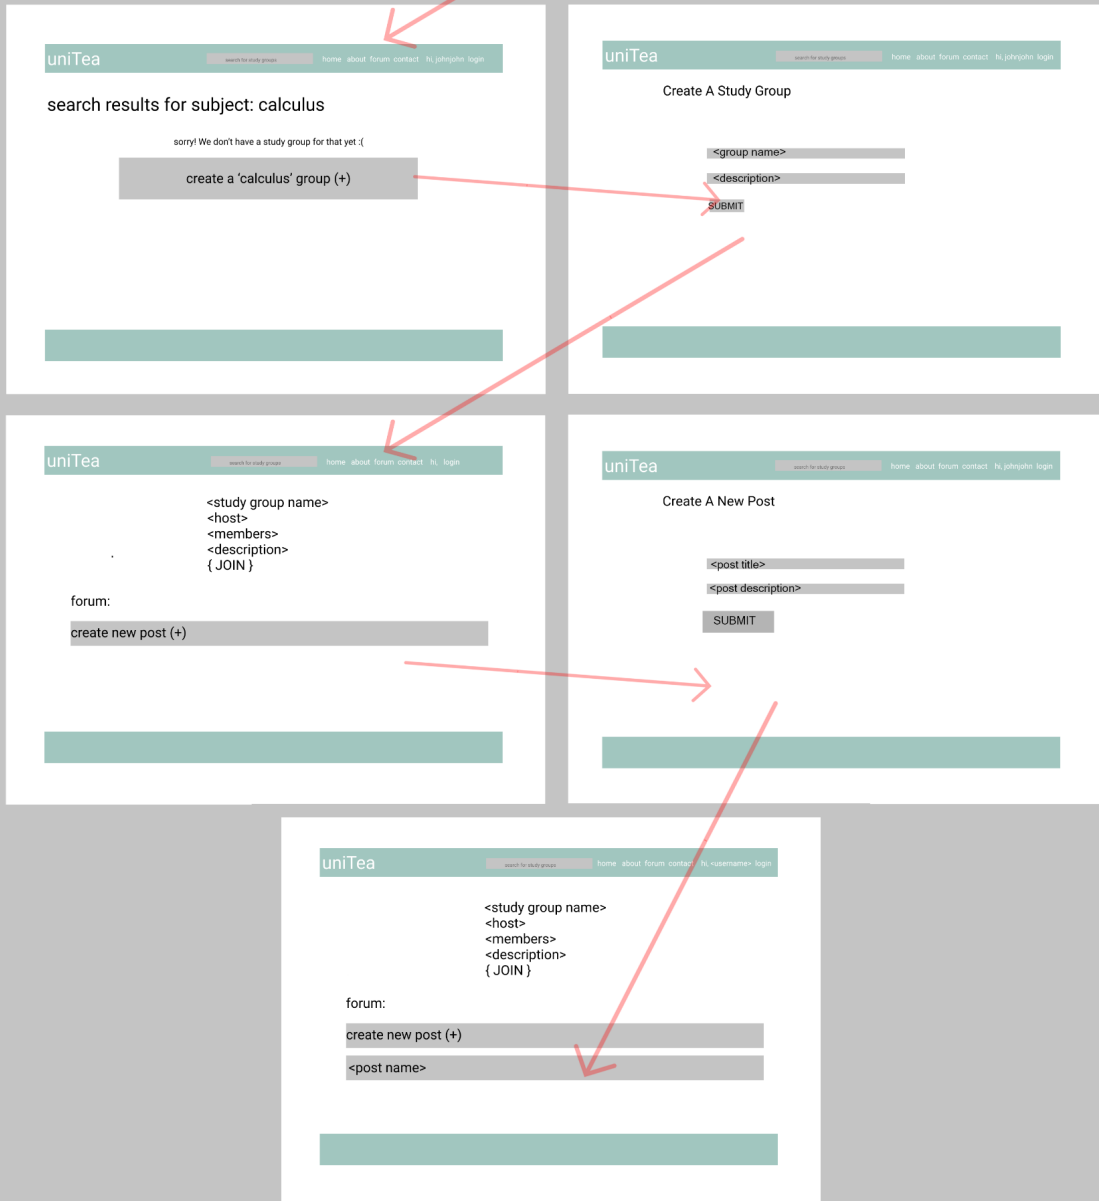 uniTea
search for study groups
home about forum contact hi, johnjohn login
search results for subject: calculus
sorry! We don't have a study group for that yet :(
create a 'calculus' group (+)
uniTea
search for study groups
home about forum contact hi, johnjohn login
Create A Study Group
<group name>
<description>
SUBMIT
uniTea
search for study groups
home about forum contact hi, login
<study group name>
<host>
<members>
<description>
{ JOIN }
forum:
create new post (+)
uniTea
search for study groups
home about forum contact hi, johnjohn login
Create A New Post
<post title>
<post description>
SUBMIT
uniTea
search for study groups
home about forum contact hi, <username> login
<study group name>
<host>
<members>
<description>
{ JOIN }
forum:
create new post (+)
<post name>